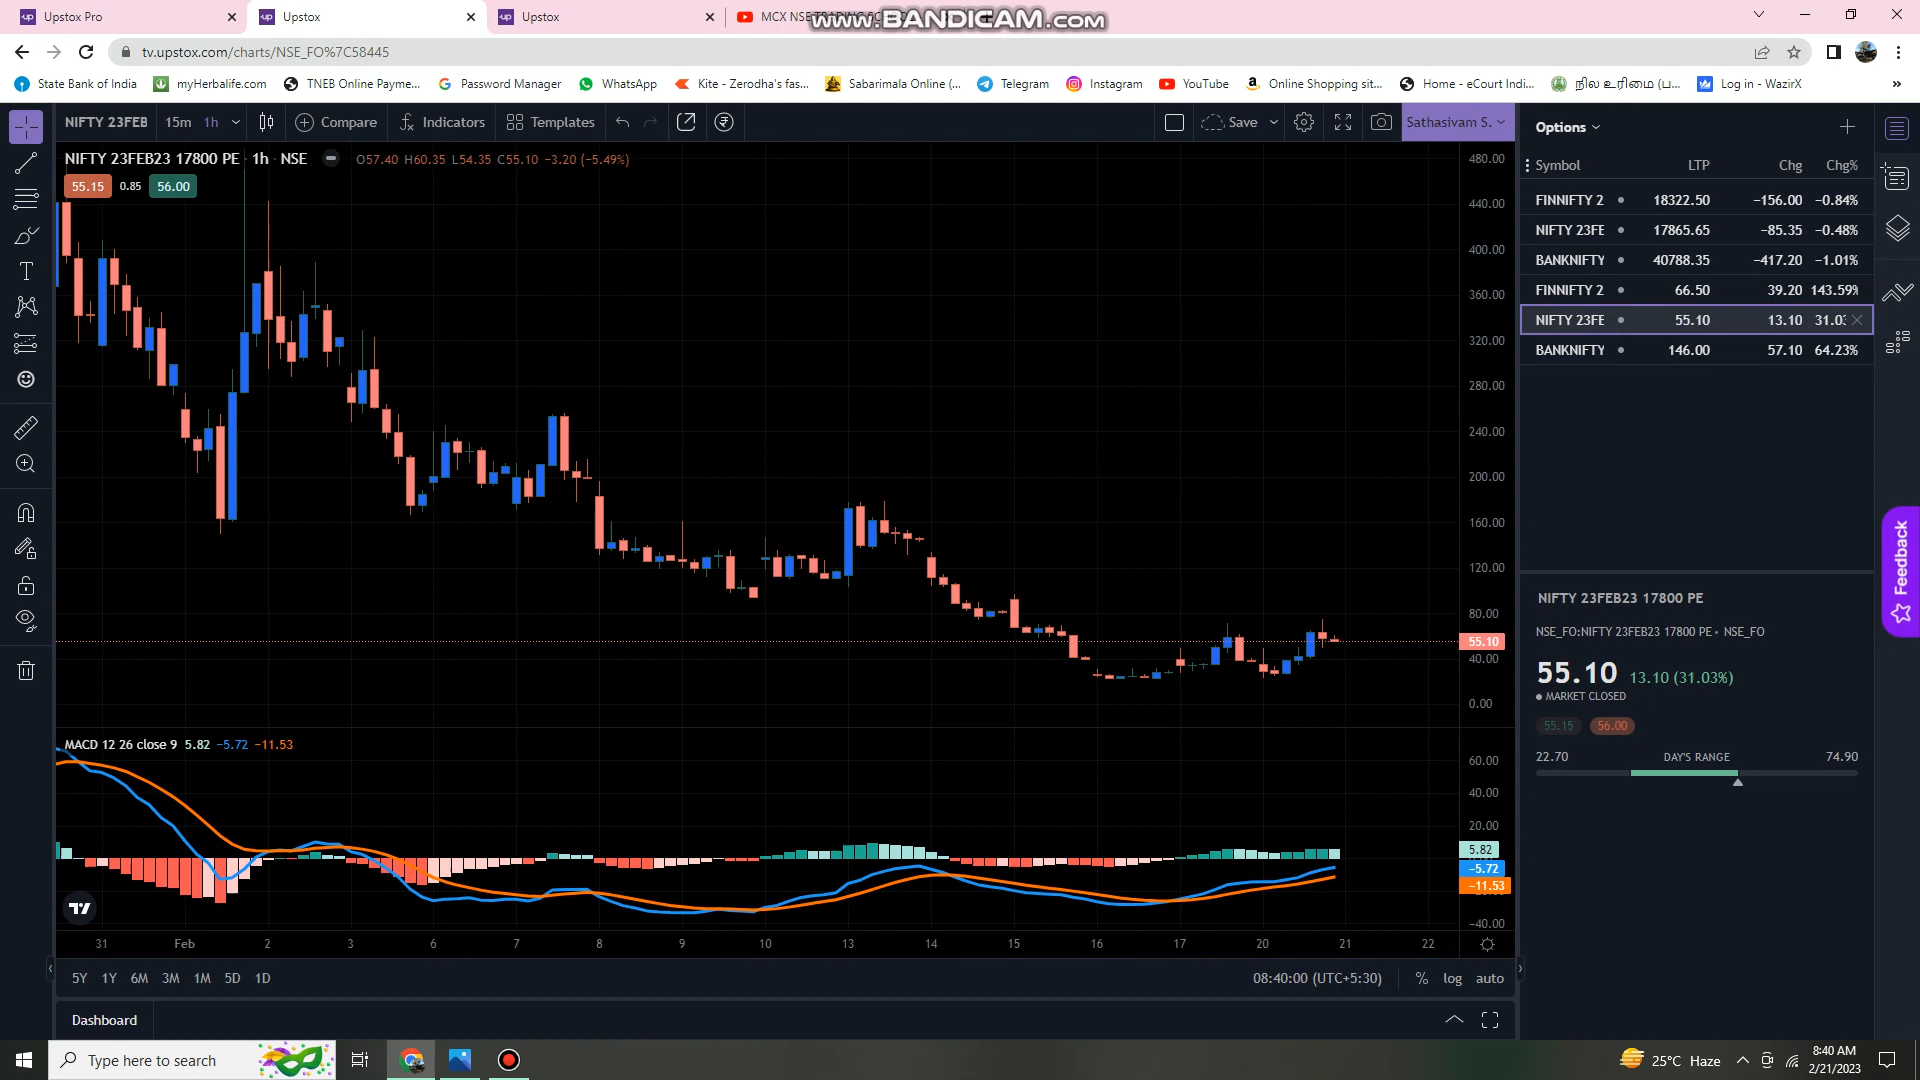 Upstox Pro
Upstox
Upstox
MCX NSE TRADING SC
www.BANDICAM.com
tv.upstox.com/charts/NSE_FO%7C58445
State Bank of India
myHerbalife.com
TNEB Online Payme...
Password Manager
WhatsApp
Kite - Zerodha's fas...
Sabarimala Online (...
Telegram
Instagram
YouTube
Online Shopping sit...
Home - eCourt Indi...
நில உரிமை (ப...
Log in - WazirX
NIFTY 23FEB
15m 1h
Compare
Indicators
Templates
Save
Sathasivam S.
NIFTY 23FEB23 17800 PE · 1h · NSE
O57.40 H60.35 L54.35 C55.10 −3.20 (−5.49%)
55.15 0.85 56.00
Options
Symbol LTP Chg Chg%
FINNIFTY 2 18322.50 −156.00 −0.84%
NIFTY 23FE 17865.65 −85.35 −0.48%
BANKNIFTY 40788.35 −417.20 −1.01%
FINNIFTY 2 66.50 39.20 143.59%
NIFTY 23FE 55.10 13.10 31.03
BANKNIFTY 146.00 57.10 64.23%
480.00
440.00
400.00
360.00
320.00
280.00
240.00
200.00
160.00
120.00
80.00
55.10
40.00
0.00
Feedback
NIFTY 23FEB23 17800 PE
NSE_FO:NIFTY 23FEB23 17800 PE • NSE_FO
55.10 13.10 (31.03%)
MARKET CLOSED
55.15 56.00
22.70 DAY'S RANGE 74.90
MACD 12 26 close 9 5.82 −5.72 −11.53
60.00
40.00
20.00
5.82
−5.72
−11.53
−40.00
31 Feb 2 3 6 7 8 9 10 13 14 15 16 17 20 21 22
5Y 1Y 6M 3M 1M 5D 1D
08:40:00 (UTC+5:30)
% log auto
Dashboard
Type here to search
25°C Haze
8:40 AM
2/21/2023